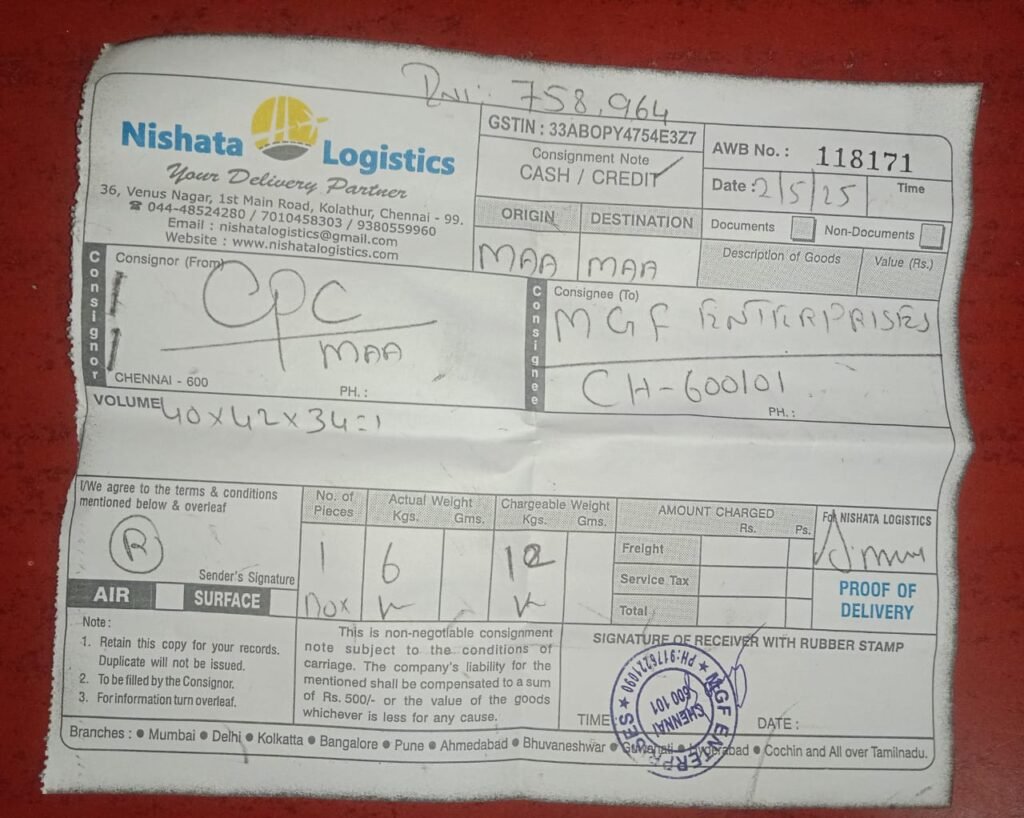 Inv: 758,964
Nishata Logistics
Your Delivery Partner
36, Venus Nagar, 1st Main Road, Kolathur, Chennai - 99.
☎ 044-48524280 / 7010458303 / 9380559960
Email : nishatalogistics@gmail.com
Website : www.nishatalogistics.com
GSTIN : 33ABOPY4754E3Z7
Consignment Note
CASH / CREDIT
AWB No. : 118171
Date : 2/5/25 Time
ORIGIN DESTINATION
MAA MAA
Documents Non-Documents
Description of Goods Value (Rs.)
Consignor
Consignor (From)
CPC
MAA
CHENNAI - 600 PH. :
Consignee
Consignee (To)
MGF ENTERPRISES
CH-600101
PH. :
VOLUME 40x42x34=1
I/We agree to the terms & conditions
mentioned below & overleaf
R
Sender's Signature
AIR SURFACE
No. of
Pieces
1
Actual Weight
Kgs. Gms.
6
Chargeable Weight
Kgs. Gms.
12
AMOUNT CHARGED
Rs. Ps.
Freight
Service Tax
Total
For NISHATA LOGISTICS
PROOF OF
DELIVERY
Note :
1. Retain this copy for your records.
Duplicate will not be issued.
2. To be filled by the Consignor.
3. For information turn overleaf.
This is non-negotiable consignment
note subject to the conditions of
carriage. The company's liability for the
mentioned shall be compensated to a sum
of Rs. 500/- or the value of the goods
whichever is less for any cause.
SIGNATURE OF RECEIVER WITH RUBBER STAMP
MGF ENTERPRISES ★ PH:9176221090 ★
CHENNAI
600 101
TIME DATE :
Branches : ● Mumbai ● Delhi ● Kolkatta ● Bangalore ● Pune ● Ahmedabad ● Bhuvaneshwar ● Guwahati ● Hyderabad ● Cochin and All over Tamilnadu.